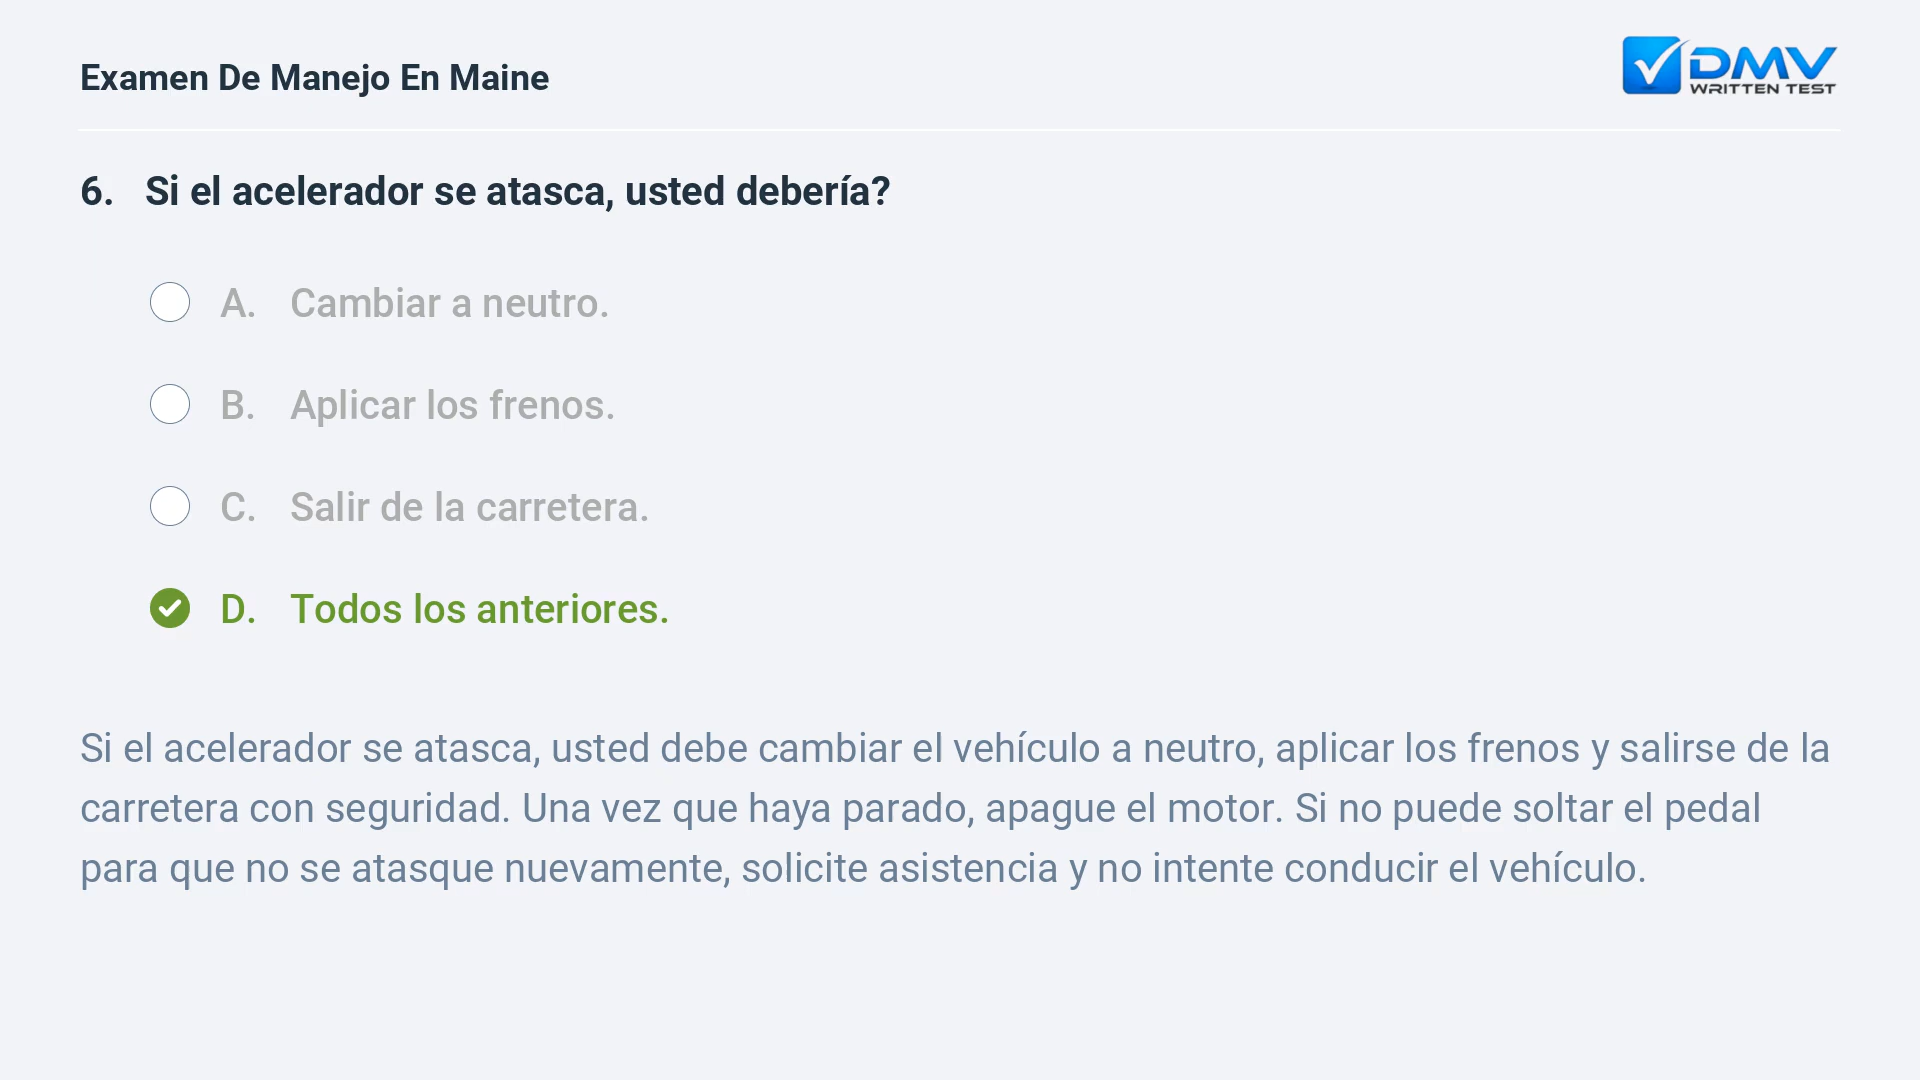 Examen De Manejo En Maine
DMV
WRITTEN TEST
6. Si el acelerador se atasca, usted debería?
A. Cambiar a neutro.
B. Aplicar los frenos.
C. Salir de la carretera.
D. Todos los anteriores.
Si el acelerador se atasca, usted debe cambiar el vehículo a neutro, aplicar los frenos y salirse de la
carretera con seguridad. Una vez que haya parado, apague el motor. Si no puede soltar el pedal
para que no se atasque nuevamente, solicite asistencia y no intente conducir el vehículo.